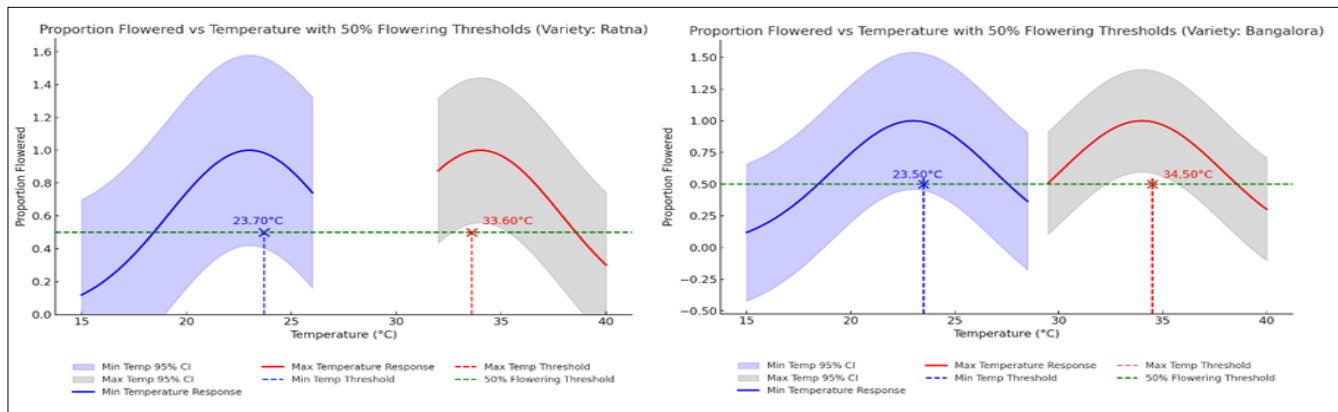 Proportion Flowered vs Temperature with 50% Flowering Thresholds (Variety: Ratna)
1.6
1.4
1.2
1.0
0.8
0.6
0.4
0.2
0.0
Proportion Flowered
23.70°C
33.60°C
15
20
25
30
35
40
Temperature (°C)
Min Temp 95% CI
Max Temp 95% CI
Min Temperature Response
Max Temperature Response
Min Temp Threshold
Max Temp Threshold
50% Flowering Threshold
Proportion Flowered vs Temperature with 50% Flowering Thresholds (Variety: Bangalora)
1.50
1.25
1.00
0.75
0.50
0.25
0.00
−0.25
−0.50
Proportion Flowered
23.50°C
34.50°C
15
20
25
30
35
40
Temperature (°C)
Min Temp 95% CI
Max Temp 95% CI
Min Temperature Response
Max Temperature Response
Min Temp Threshold
Max Temp Threshold
50% Flowering Threshold